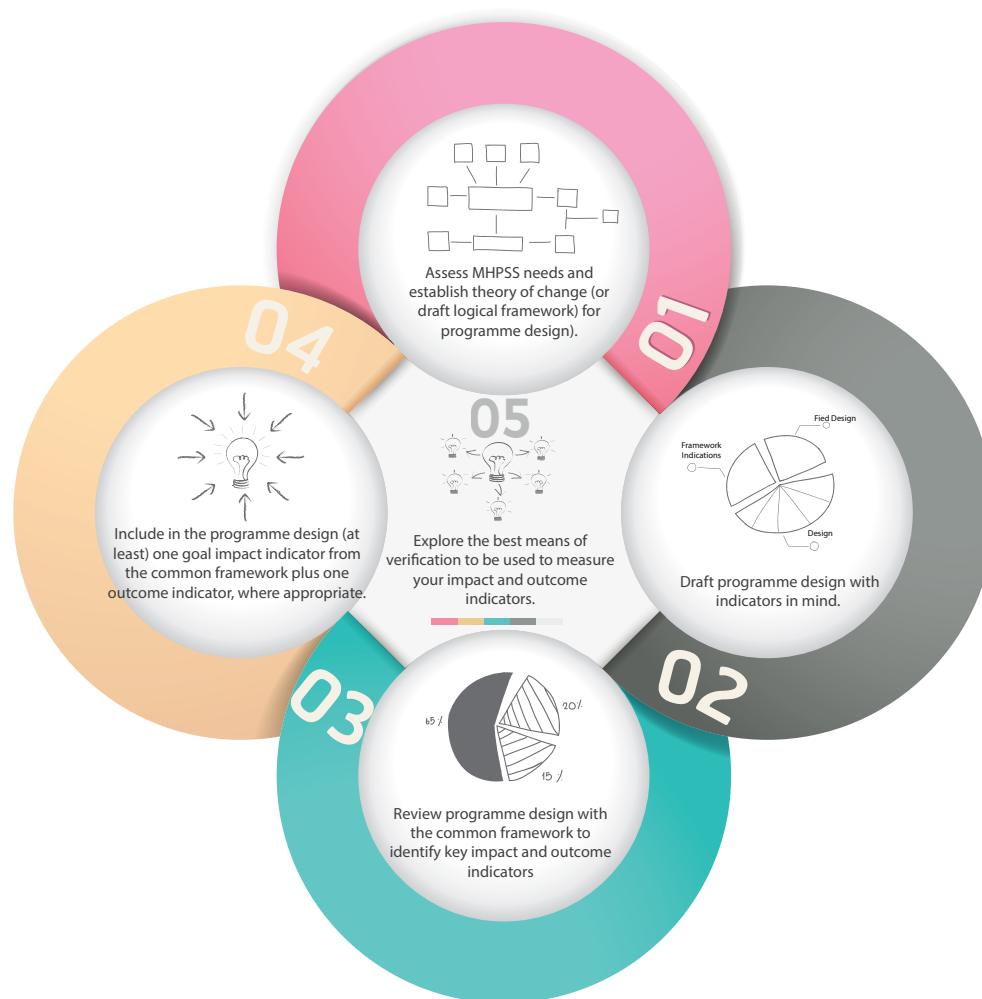 01
Assess MHPSS needs and
establish theory of change (or
draft logical framework) for
programme design).
02
Fied Design
Framework
Indications
Design
Draft programme design with
indicators in mind.
03
65 %
20%
15 %
Review programme design with
the common framework to
identify key impact and outcome
indicators
04
Include in the programme design (at
least) one goal impact indicator from
the common framework plus one
outcome indicator, where appropriate.
05
Explore the best means of
verification to be used to measure
your impact and outcome
indicators.